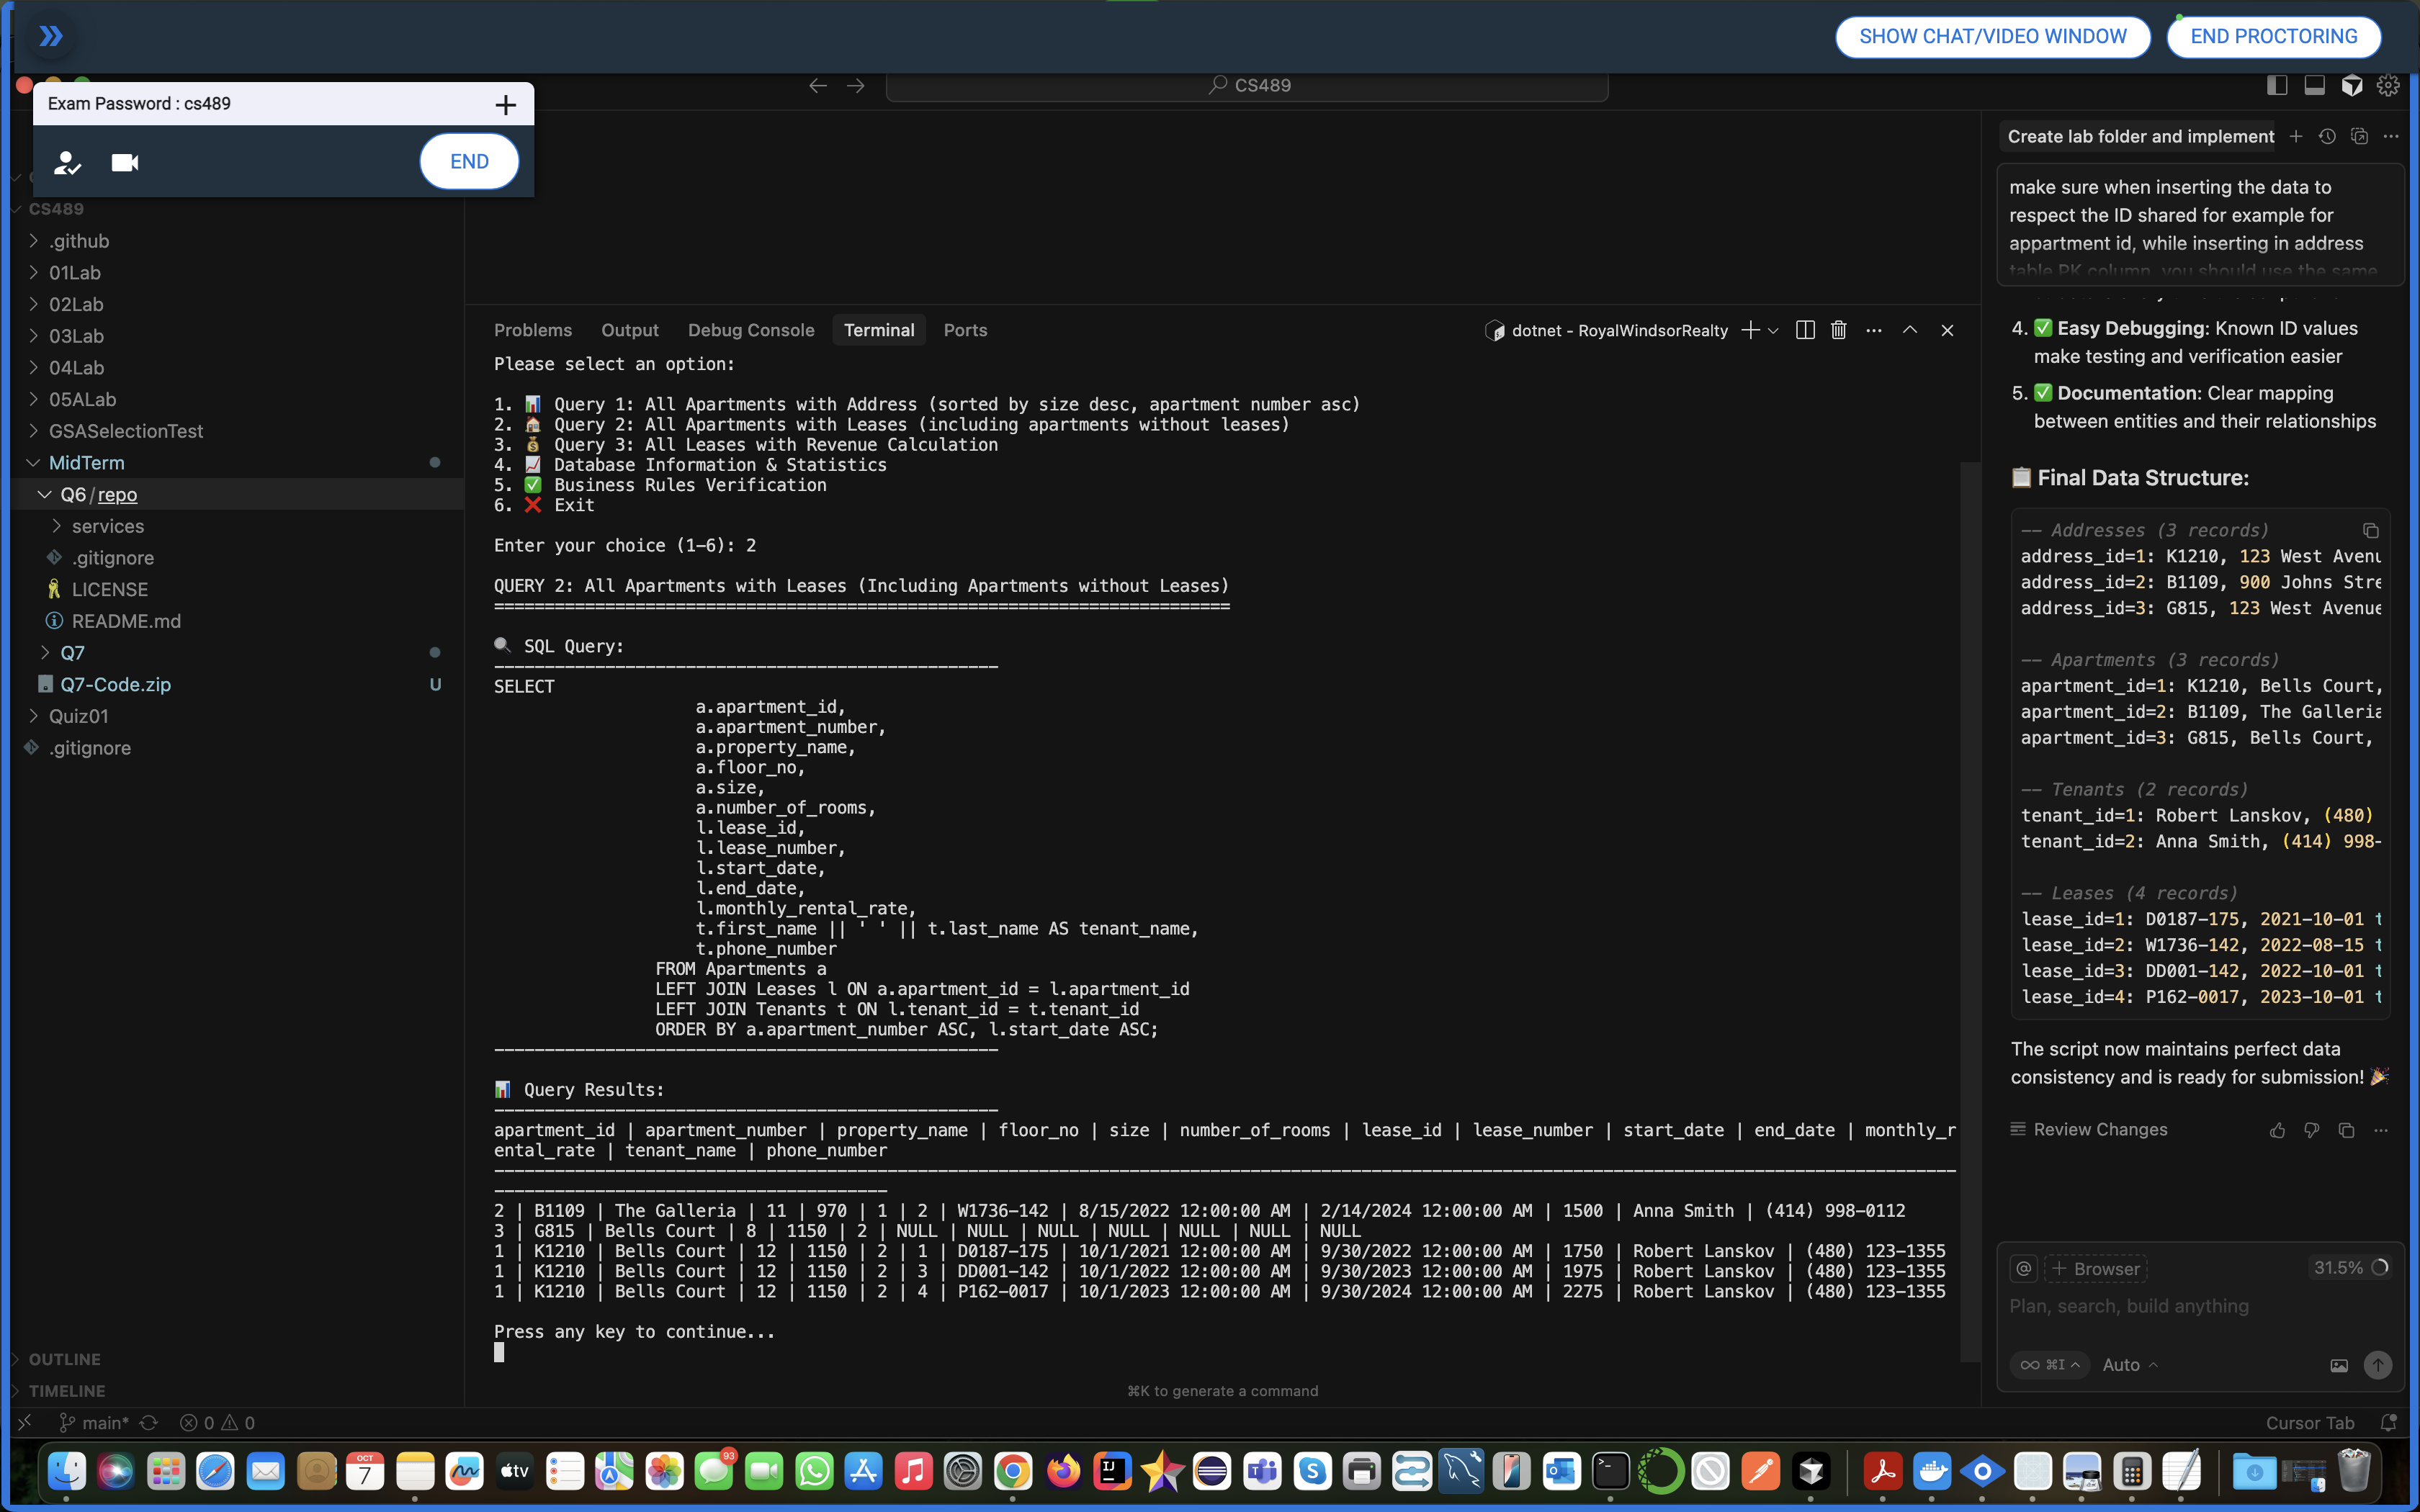 SHOW CHAT/VIDEO WINDOW
END PROCTORING
Exam Password : cs489
END
CS489
CS489
.github
01Lab
02Lab
03Lab
04Lab
05ALab
GSASelectionTest
MidTerm
Q6/repo
services
.gitignore
LICENSE
README.md
Q7
Q7-Code.zip U
Quiz01
.gitignore
OUTLINE
TIMELINE
Problems Output Debug Console Terminal Ports
dotnet - RoyalWindsorRealty
Please select an option:
1. 📊 Query 1: All Apartments with Address (sorted by size desc, apartment number asc)
2. 🏠 Query 2: All Apartments with Leases (including apartments without leases)
3. 💰 Query 3: All Leases with Revenue Calculation
4. 📈 Database Information & Statistics
5. ✅ Business Rules Verification
6. ❌ Exit
Enter your choice (1-6): 2
QUERY 2: All Apartments with Leases (Including Apartments without Leases)
🔍 SQL Query:
SELECT
a.apartment_id,
a.apartment_number,
a.property_name,
a.floor_no,
a.size,
a.number_of_rooms,
l.lease_id,
l.lease_number,
l.start_date,
l.end_date,
l.monthly_rental_rate,
t.first_name || ' ' || t.last_name AS tenant_name,
t.phone_number
FROM Apartments a
LEFT JOIN Leases l ON a.apartment_id = l.apartment_id
LEFT JOIN Tenants t ON l.tenant_id = t.tenant_id
ORDER BY a.apartment_number ASC, l.start_date ASC;
📊 Query Results:
apartment_id | apartment_number | property_name | floor_no | size | number_of_rooms | lease_id | lease_number | start_date | end_date | monthly_r
ental_rate | tenant_name | phone_number
2 | B1109 | The Galleria | 11 | 970 | 1 | 2 | W1736-142 | 8/15/2022 12:00:00 AM | 2/14/2024 12:00:00 AM | 1500 | Anna Smith | (414) 998-0112
3 | G815 | Bells Court | 8 | 1150 | 2 | NULL | NULL | NULL | NULL | NULL | NULL | NULL
1 | K1210 | Bells Court | 12 | 1150 | 2 | 1 | D0187-175 | 10/1/2021 12:00:00 AM | 9/30/2022 12:00:00 AM | 1750 | Robert Lanskov | (480) 123-1355
1 | K1210 | Bells Court | 12 | 1150 | 2 | 3 | DD001-142 | 10/1/2022 12:00:00 AM | 9/30/2023 12:00:00 AM | 1975 | Robert Lanskov | (480) 123-1355
1 | K1210 | Bells Court | 12 | 1150 | 2 | 4 | P162-0017 | 10/1/2023 12:00:00 AM | 9/30/2024 12:00:00 AM | 2275 | Robert Lanskov | (480) 123-1355
Press any key to continue...
⌘K to generate a command
Create lab folder and implement
make sure when inserting the data to
respect the ID shared for example for
appartment id, while inserting in address
table PK column, you should use the same
4. ✅ Easy Debugging: Known ID values
make testing and verification easier
5. ✅ Documentation: Clear mapping
between entities and their relationships
📋 Final Data Structure:
-- Addresses (3 records)
address_id=1: K1210, 123 West Avenu
address_id=2: B1109, 900 Johns Stre
address_id=3: G815, 123 West Avenue
-- Apartments (3 records)
apartment_id=1: K1210, Bells Court,
apartment_id=2: B1109, The Galleria
apartment_id=3: G815, Bells Court,
-- Tenants (2 records)
tenant_id=1: Robert Lanskov, (480)
tenant_id=2: Anna Smith, (414) 998-
-- Leases (4 records)
lease_id=1: D0187-175, 2021-10-01 t
lease_id=2: W1736-142, 2022-08-15 t
lease_id=3: DD001-142, 2022-10-01 t
lease_id=4: P162-0017, 2023-10-01 t
The script now maintains perfect data
consistency and is ready for submission! 🎉
Review Changes
@ + Browser 31.5%
Plan, search, build anything
∞ ⌘I Auto
main* 0 0
Cursor Tab
OCT
7
tv
93
IJ